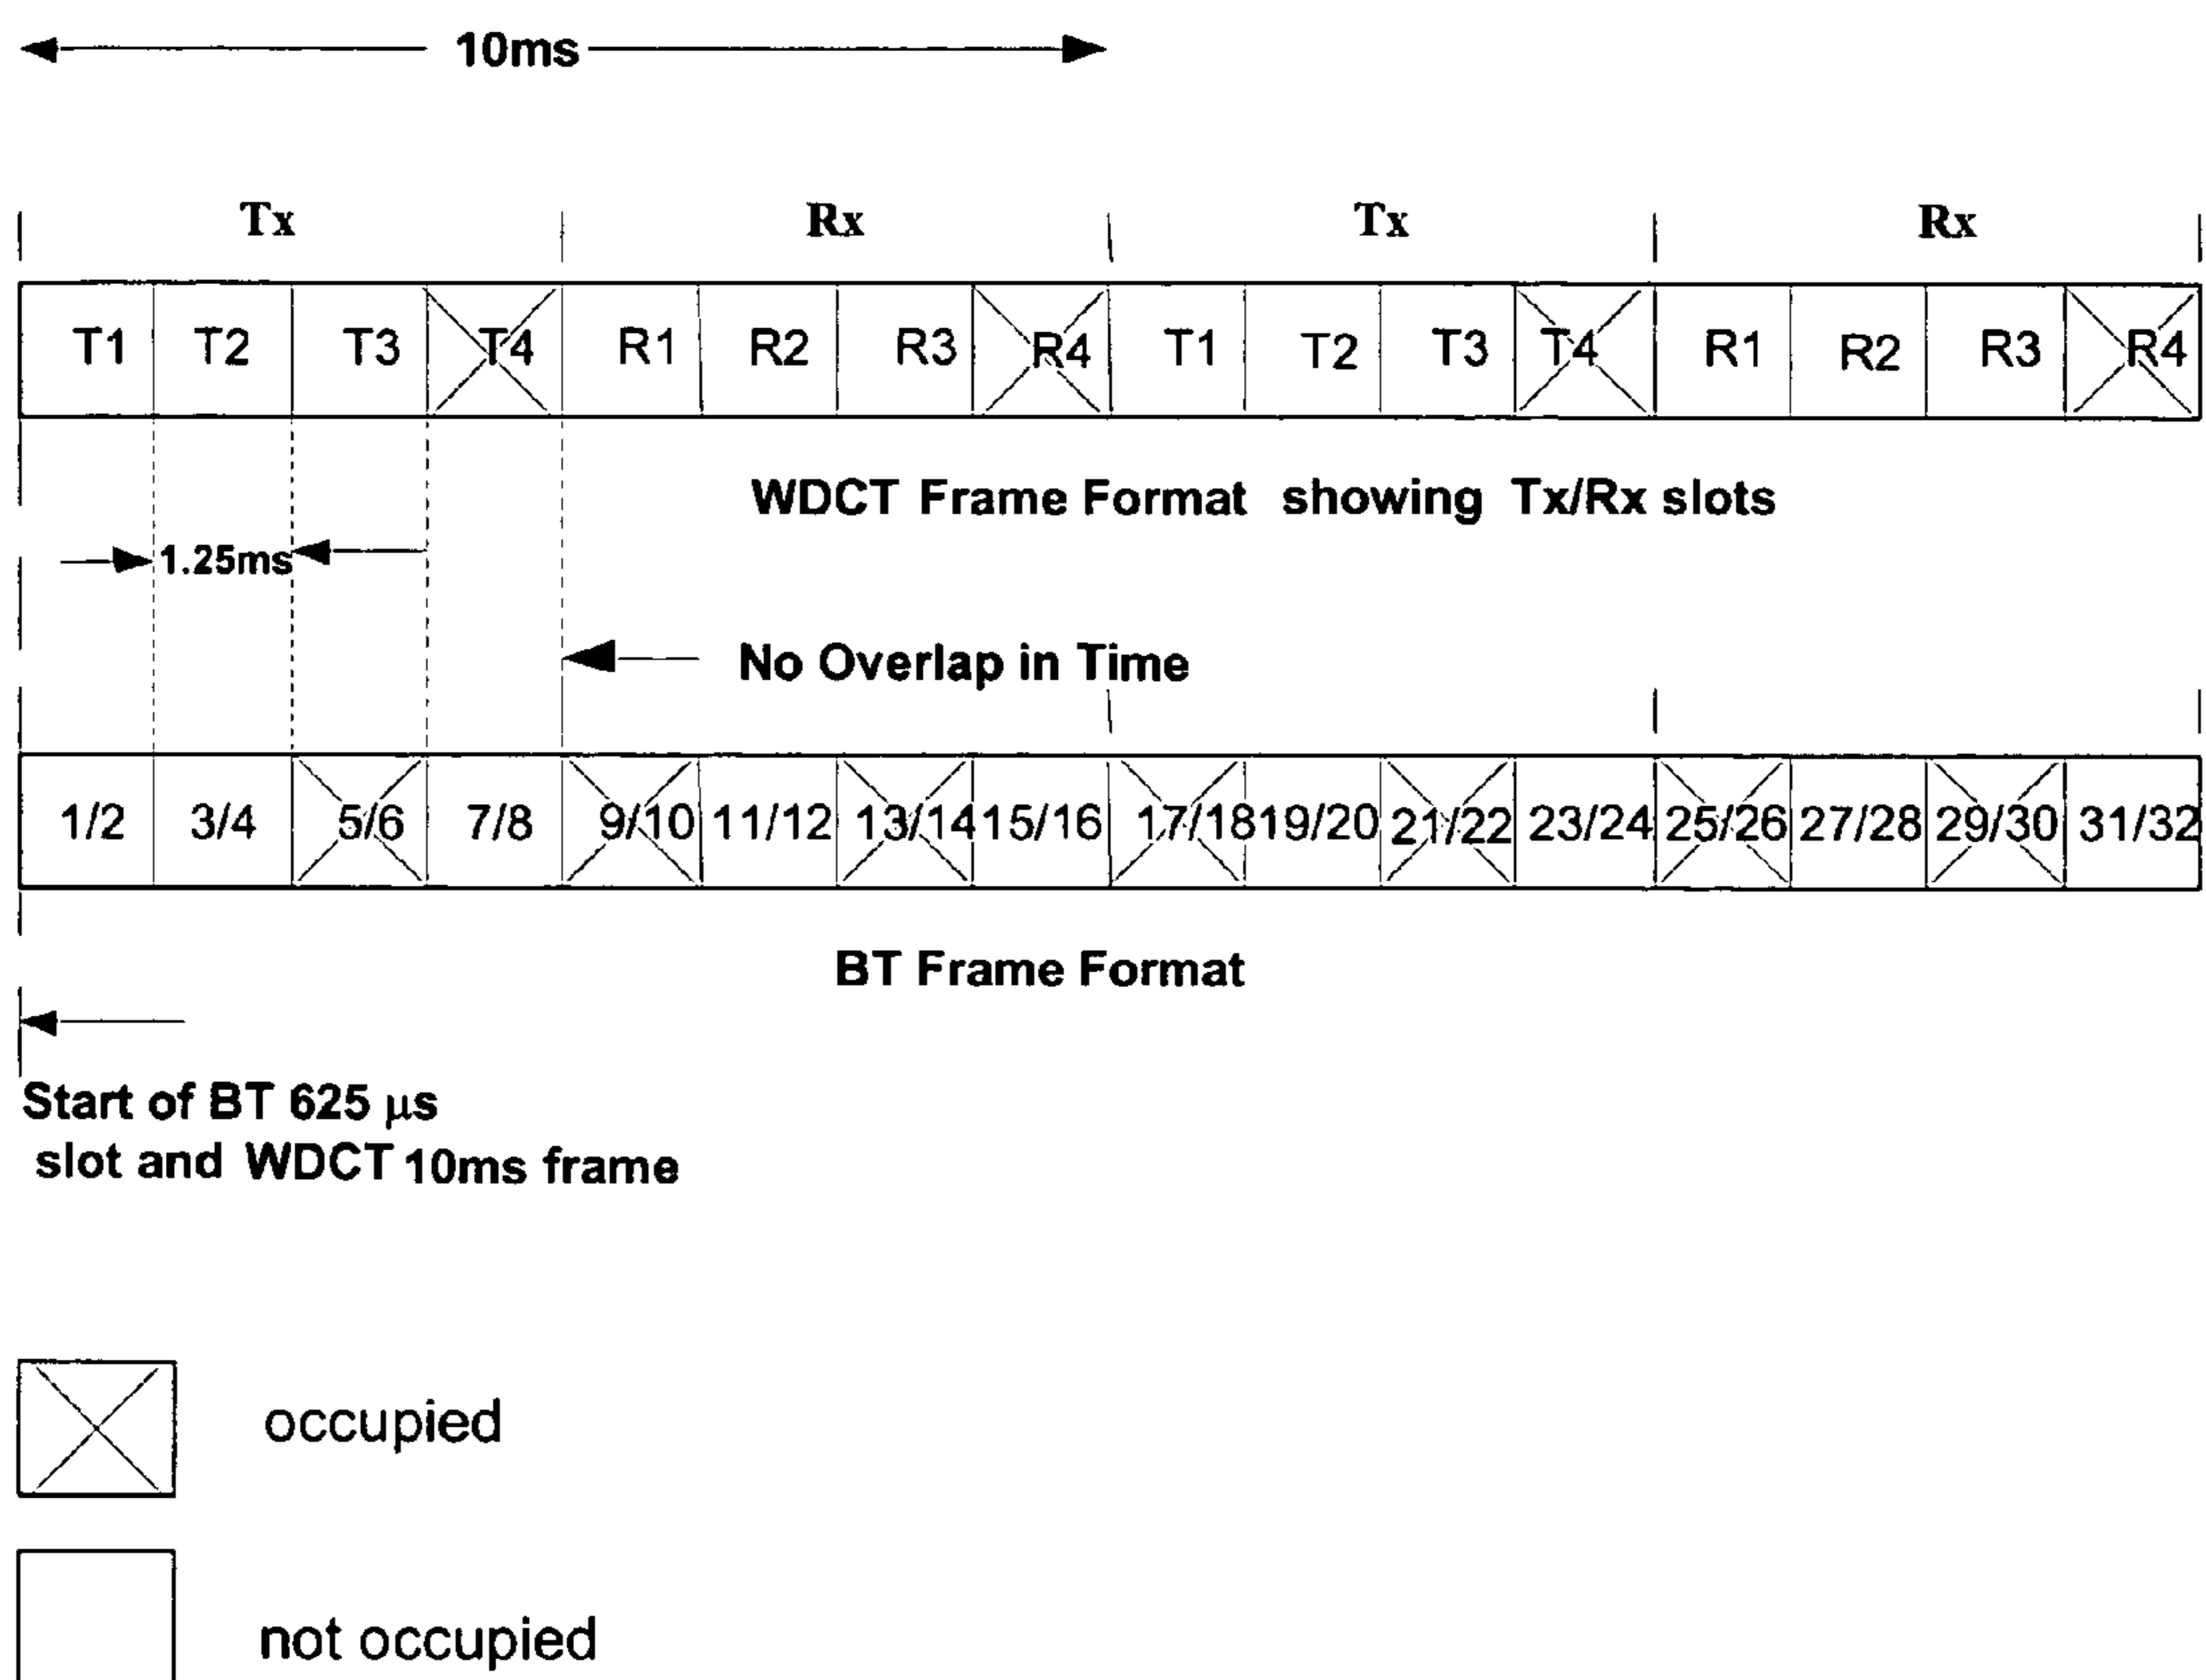 10ms
Tx Rx Tx Rx
T1 T2 T3 T4 R1 R2 R3 R4 T1 T2 T3 T4 R1 R2 R3 R4
WDCT Frame Format showing Tx/Rx slots
1.25ms
No Overlap in Time
1/2 3/4 5/6 7/8 9/10 11/12 13/14 15/16 17/18 19/20 21/22 23/24 25/26 27/28 29/30 31/32
BT Frame Format
Start of BT 625 μs
slot and WDCT 10ms frame
occupied
not occupied